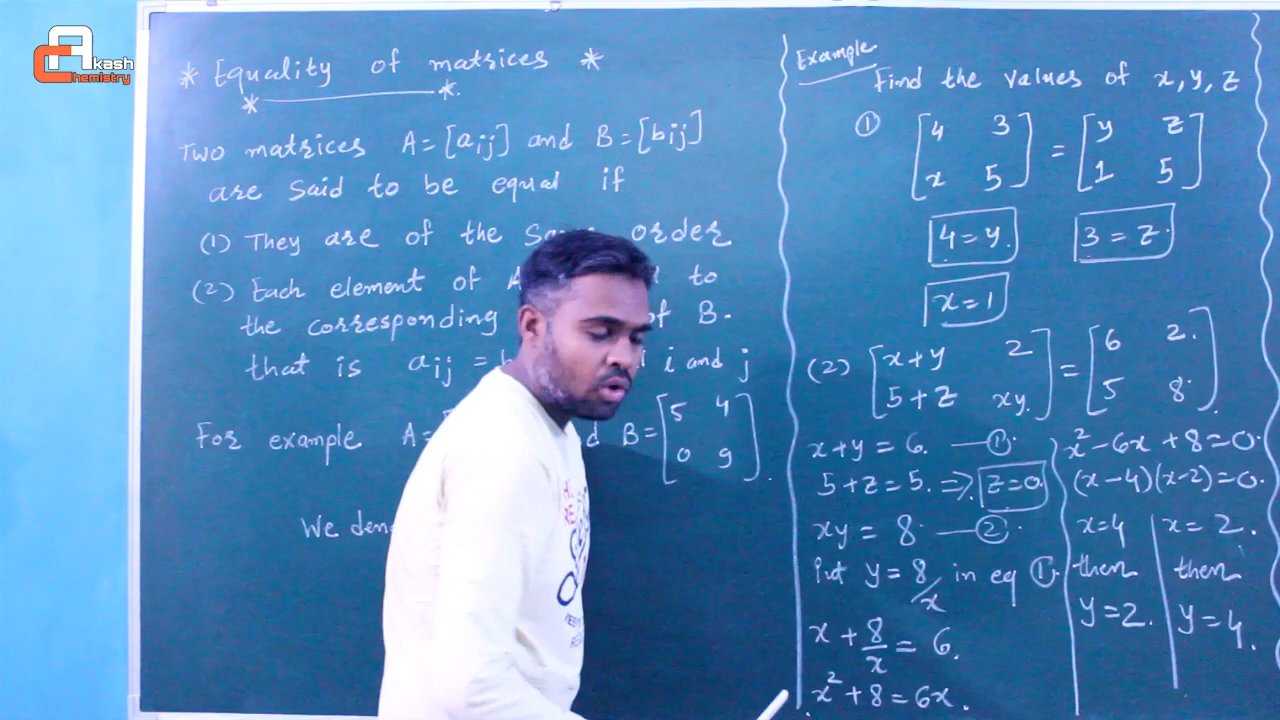 Akash
Chemistry
* Equality of matrices *
Two matrices A=[aij] and B=[bij]
are said to be equal if
(1) They are of the order
(2) Each element of A to
the corresponding of B.
that is aij = i and j
For example A= B= [5 4
0 9]
We
Example
Find the values of x, y, z
① [4 3 = [y z
x 5] 1 5]
4=y. 3=z.
x=1
(2) [x+y 2 = [6 2.
5+z xy.] 5 8]
x+y=6. —①.
5+z=5. ⇒ z=0.
xy=8. —②.
Put y=8/x in eq ①.
x+8/x=6.
x²+8=6x.
x²-6x+8=0.
(x-4)(x-2)=0.
x=4 x=2.
then then
y=2. y=4.